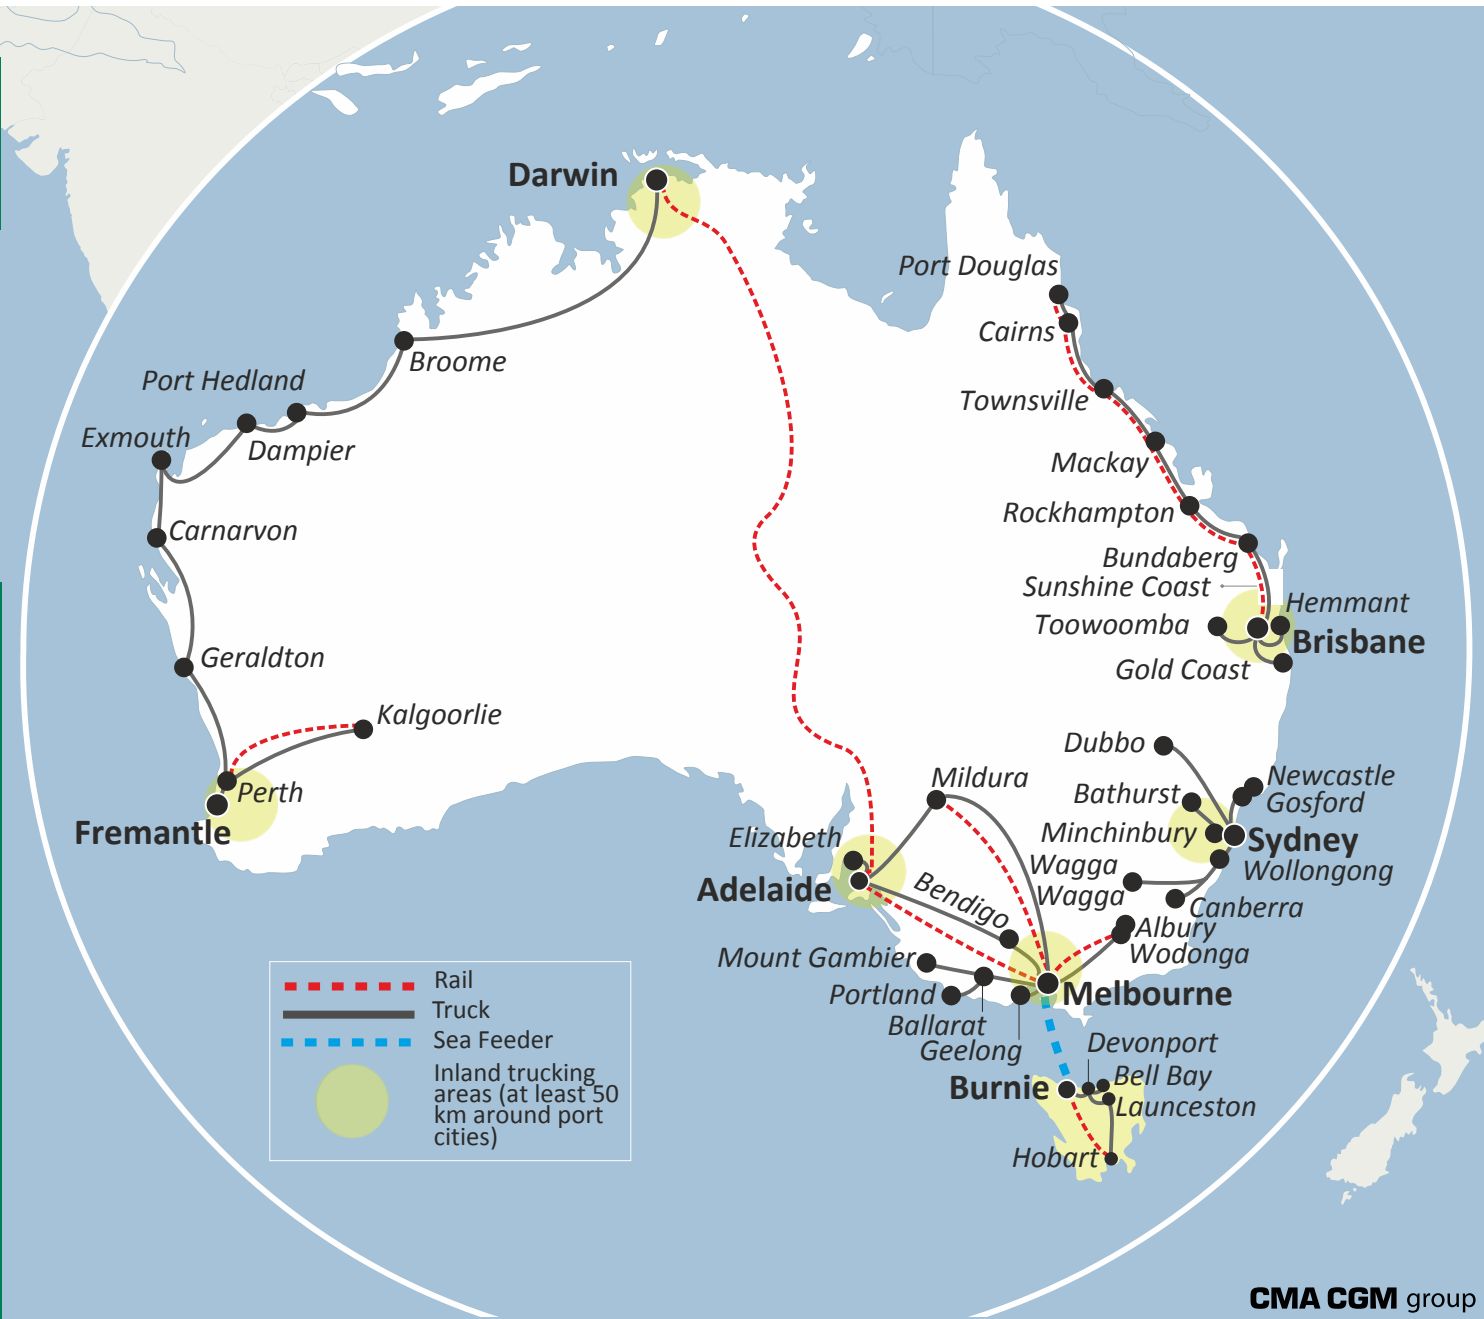 Darwin
Port Douglas
Cairns
Broome
Port Hedland
Townsville
Exmouth
Dampier
Mackay
Rockhampton
Carnarvon
Bundaberg
Sunshine Coast
Hemmant
Toowoomba
Brisbane
Geraldton
Gold Coast
Kalgoorlie
Dubbo
Mildura
Newcastle
Perth
Bathurst
Gosford
Fremantle
Elizabeth
Minchinbury
Sydney
Wagga
Wagga
Wollongong
Adelaide
Bendigo
Canberra
Albury
Wodonga
Mount Gambier
Portland
Melbourne
Ballarat
Geelong
Devonport
Burnie
Bell Bay
Launceston
Hobart
Rail
Truck
Sea Feeder
Inland trucking
areas (at least 50
km around port
cities)
CMA CGM group